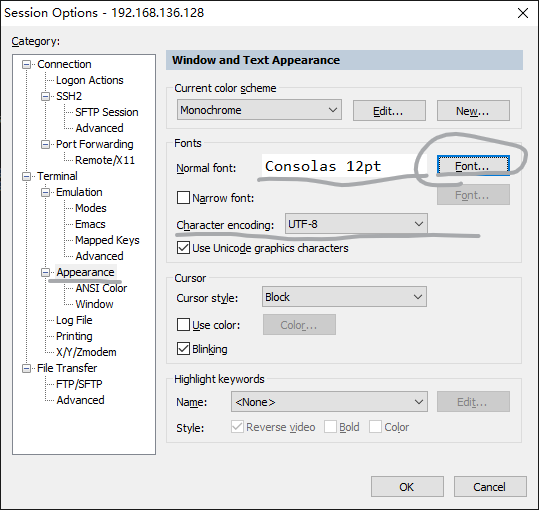 Session Options - 192.168.136.128
Category:
Connection
Logon Actions
SSH2
SFTP Session
Advanced
Port Forwarding
Remote/X11
Terminal
Emulation
Modes
Emacs
Mapped Keys
Advanced
Appearance
ANSI Color
Window
Log File
Printing
X/Y/Zmodem
File Transfer
FTP/SFTP
Advanced
Window and Text Appearance
Current color scheme
Monochrome Edit... New...
Fonts
Normal font: Consolas 12pt Font...
Narrow font: Font...
Character encoding: UTF-8
Use Unicode graphics characters
Cursor
Cursor style: Block
Use color: Color...
Blinking
Highlight keywords
Name: <None> Edit...
Style: Reverse video Bold Color
OK Cancel